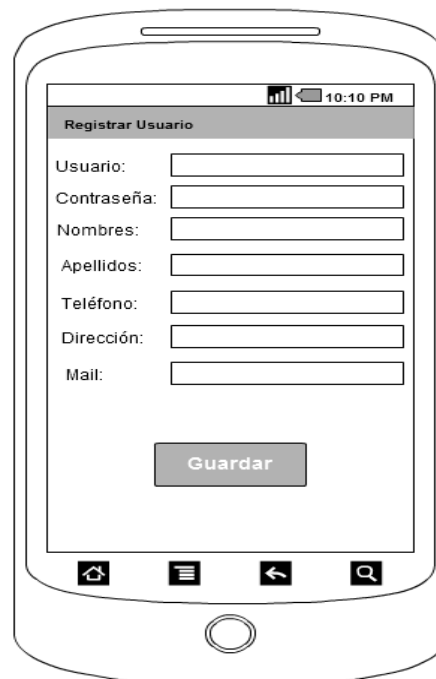 10:10 PM
Registrar Usuario
Usuario:
Contraseña:
Nombres:
Apellidos:
Teléfono:
Dirección:
Mail:
Guardar